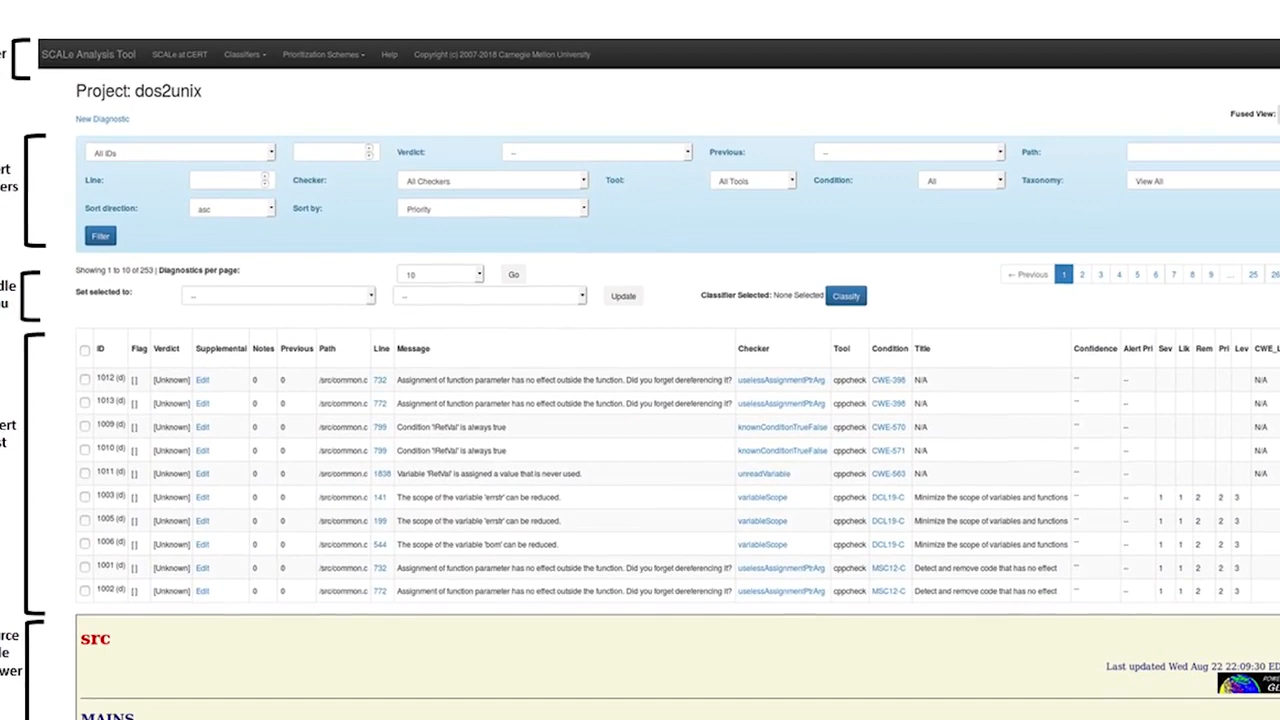 SCALe Analysis Tool SCALe at CERT Classifiers Prioritization Schemes Help Copyright (c) 2007-2018 Carnegie Mellon University
Project: dos2unix
New Diagnostic
Fused View:
All IDs Verdict: -- Previous: -- Path:
Line: Checker: All Checkers Tool: All Tools Condition: All Taxonomy: View All
Sort direction: asc Sort by: Priority
Filter
Showing 1 to 10 of 253 | Diagnostics per page: 10 Go ← Previous 1 2 3 4 5 6 7 8 9 ... 25 26
Set selected to: -- -- Update Classifier Selected: None Selected Classify
ID Flag Verdict Supplemental Notes Previous Path Line Message Checker Tool Condition Title Confidence Alert Pri Sev Lik Rem Pri Lev
1012 (d) [ ] [Unknown] Edit 0 0 /src/common.c 732 Assignment of function parameter has no effect outside the function. Did you forget dereferencing it? uselessAssignmentPtrArg cppcheck CWE-398 N/A -- -- N/A
1013 (d) [ ] [Unknown] Edit 0 0 /src/common.c 772 Assignment of function parameter has no effect outside the function. Did you forget dereferencing it? uselessAssignmentPtrArg cppcheck CWE-398 N/A -- -- N/A
1009 (d) [ ] [Unknown] Edit 0 0 /src/common.c 799 Condition '!RetVal' is always true knownConditionTrueFalse cppcheck CWE-570 N/A -- -- N/A
1010 (d) [ ] [Unknown] Edit 0 0 /src/common.c 799 Condition '!RetVal' is always true knownConditionTrueFalse cppcheck CWE-571 N/A -- -- N/A
1011 (d) [ ] [Unknown] Edit 0 0 /src/common.c 1838 Variable 'RetVal' is assigned a value that is never used. unreadVariable cppcheck CWE-563 N/A -- -- N/A
1003 (d) [ ] [Unknown] Edit 0 0 /src/common.c 141 The scope of the variable 'errstr' can be reduced. variableScope cppcheck DCL19-C Minimize the scope of variables and functions -- -- 1 1 2 2 3
1005 (d) [ ] [Unknown] Edit 0 0 /src/common.c 199 The scope of the variable 'errstr' can be reduced. variableScope cppcheck DCL19-C Minimize the scope of variables and functions -- -- 1 1 2 2 3
1006 (d) [ ] [Unknown] Edit 0 0 /src/common.c 544 The scope of the variable 'bom' can be reduced. variableScope cppcheck DCL19-C Minimize the scope of variables and functions -- -- 1 1 2 2 3
1001 (d) [ ] [Unknown] Edit 0 0 /src/common.c 732 Assignment of function parameter has no effect outside the function. Did you forget dereferencing it? uselessAssignmentPtrArg cppcheck MSC12-C Detect and remove code that has no effect -- -- 1 1 2 2 3
1002 (d) [ ] [Unknown] Edit 0 0 /src/common.c 772 Assignment of function parameter has no effect outside the function. Did you forget dereferencing it? uselessAssignmentPtrArg cppcheck MSC12-C Detect and remove code that has no effect -- -- 1 1 2 2 3
src
Last updated Wed Aug 22 22:09:30
MAINS